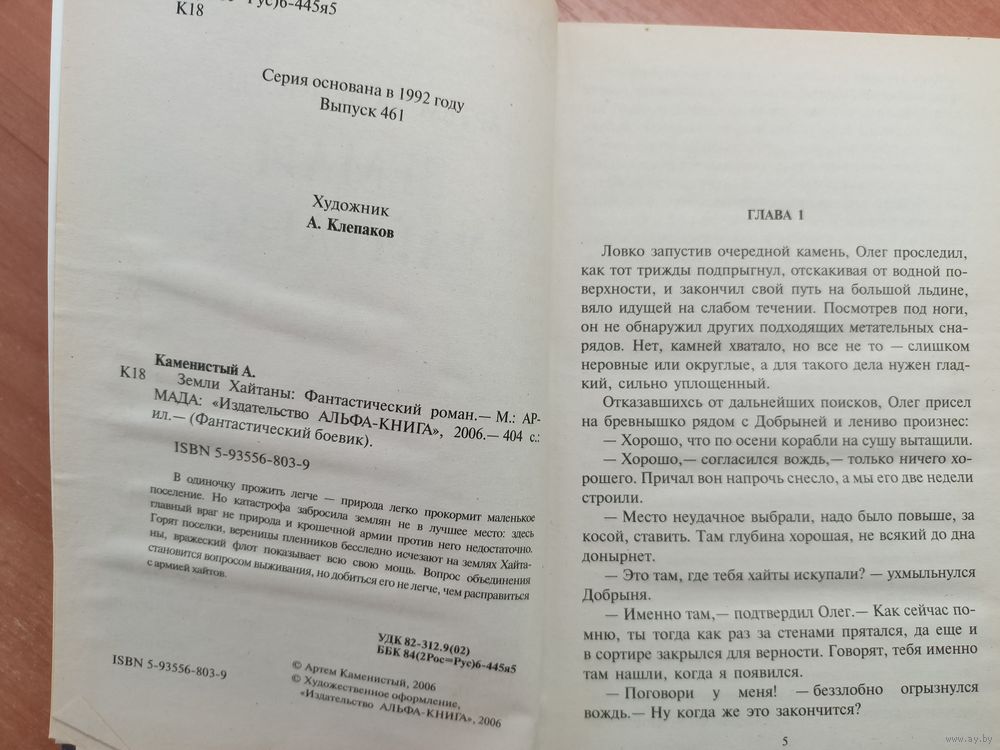 Рус)6-445я5
К18
Серия основана в 1992 году
Выпуск 461
Художник
А. Клепаков
Каменистый А.
К18 Земли Хайтаны: Фантастический роман.— М.: АР-
МАДА: «Издательство АЛЬФА-КНИГА», 2006.— 404 с.:
ил.— (Фантастический боевик).
ISBN 5-93556-803-9
В одиночку прожить легче — природа легко прокормит маленькое
поселение. Но катастрофа забросила землян не в лучшее место: здесь
главный враг не природа и крошечной армии против него недостаточно.
Горят поселки, вереницы пленников бесследно исчезают на землях Хайта-
ны, вражеский флот показывает всю свою мощь. Вопрос объединения
становится вопросом выживания, но добиться его не легче, чем расправиться
с армией хайтов.
УДК 82-312.9(02)
ББК 84(2Рос=Рус)6-445я5
© Артем Каменистый, 2006
© Художественное оформление,
«Издательство АЛЬФА-КНИГА», 2006
ISBN 5-93556-803-9
ГЛАВА 1
Ловко запустив очередной камень, Олег проследил,
как тот трижды подпрыгнул, отскакивая от водной по-
верхности, и закончил свой путь на большой льдине,
вяло идущей на слабом течении. Посмотрев под ноги,
он не обнаружил других подходящих метательных сна-
рядов. Нет, камней хватало, но все не то — слишком
неровные или округлые, а для такого дела нужен глад-
кий, сильно уплощенный.
Отказавшихсь от дальнейших поисков, Олег присел
на бревнышко рядом с Добрыней и лениво произнес:
— Хорошо, что по осени корабли на сушу вытащили.
— Хорошо,— согласился вождь,— только ничего хо-
рошего. Причал вон напрочь снесло, а мы его две недели
строили.
— Место неудачное выбрали, надо было повыше, за
косой, ставить. Там глубина хорошая, не всякий до дна
донырнет.
— Это там, где тебя хайты искупали? — ухмыльнулся
Добрыня.
— Именно там,— подтвердил Олег.— Как сейчас по-
мню, ты тогда как раз за стенами прятался, да еще и
в сортире закрылся для верности. Говорят, тебя именно
там нашли, когда я появился.
— Поговори у меня! — беззлобно огрызнулся
вождь.— Ну когда же это закончится?
5
www.ay.by